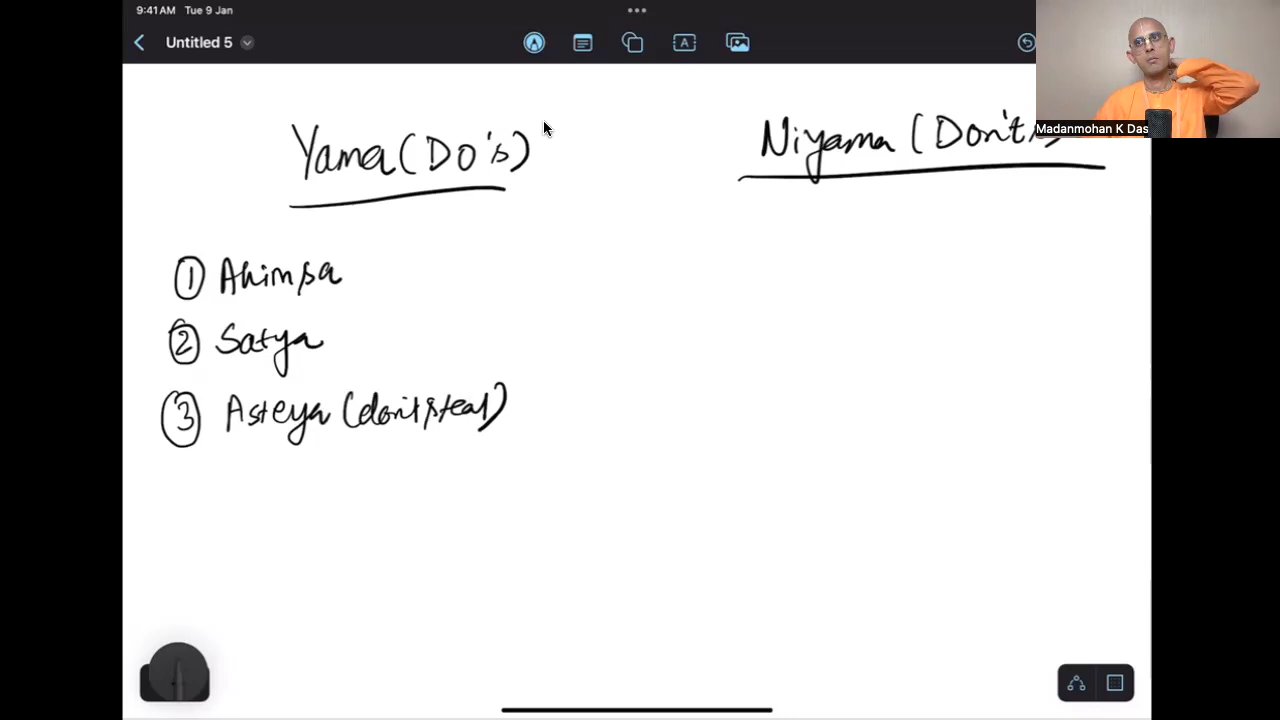 9:41 AM Tue 9 Jan
Untitled 5
A
Madanmohan K Das
Yama (Do's)
Niyama (Don't's
① Ahimsa
② Satya
③ Asteya (don't steal)